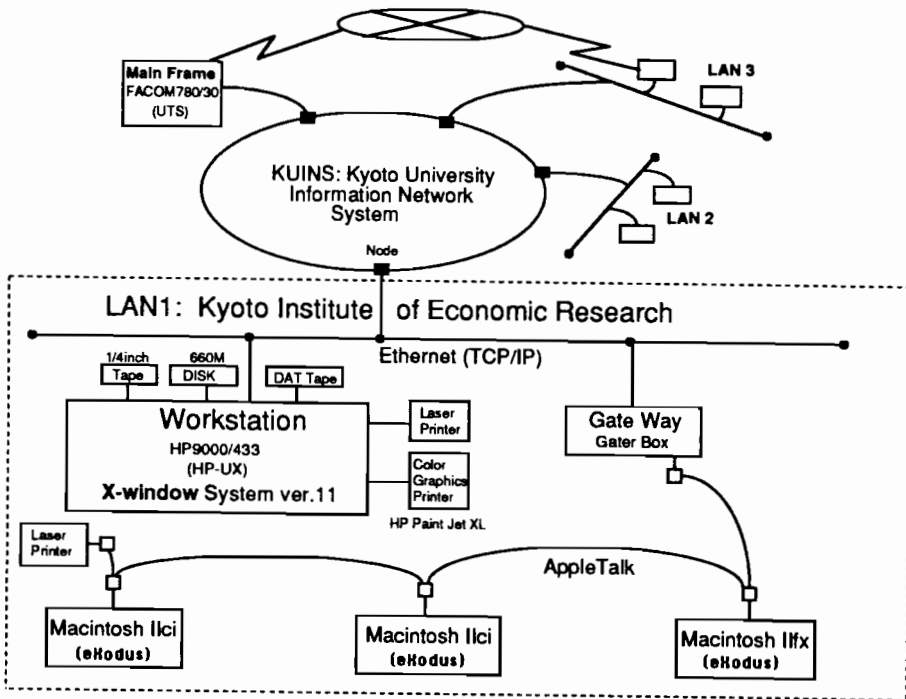 Main Frame
FACOM780/30
(UTS)
LAN 3
KUINS: Kyoto University
Information Network
System
LAN 2
Node
LAN1: Kyoto Institute of Economic Research
Ethernet (TCP/IP)
1/4inch
Tape
660M
DISK
DAT Tape
Workstation
HP9000/433
(HP-UX)
X-window System ver.11
Laser
Printer
Color
Graphics
Printer
HP Paint Jet XL
Gate Way
Gater Box
Laser
Printer
AppleTalk
Macintosh IIci
(eXodus)
Macintosh IIci
(eXodus)
Macintosh IIfx
(eXodus)